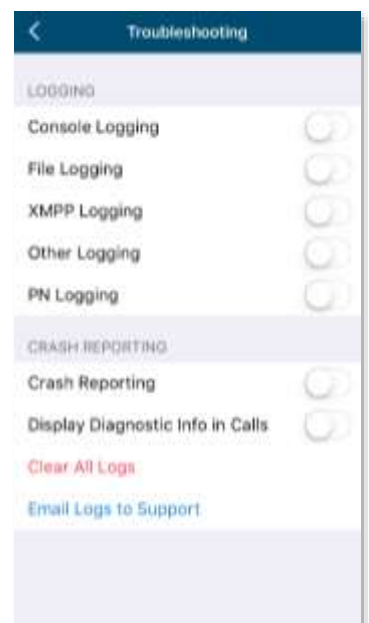 Troubleshooting
LOGGING
Console Logging
File Logging
XMPP Logging
Other Logging
PN Logging
CRASH REPORTING
Crash Reporting
Display Diagnostic Info in Calls
Clear All Logs
Email Logs to Support